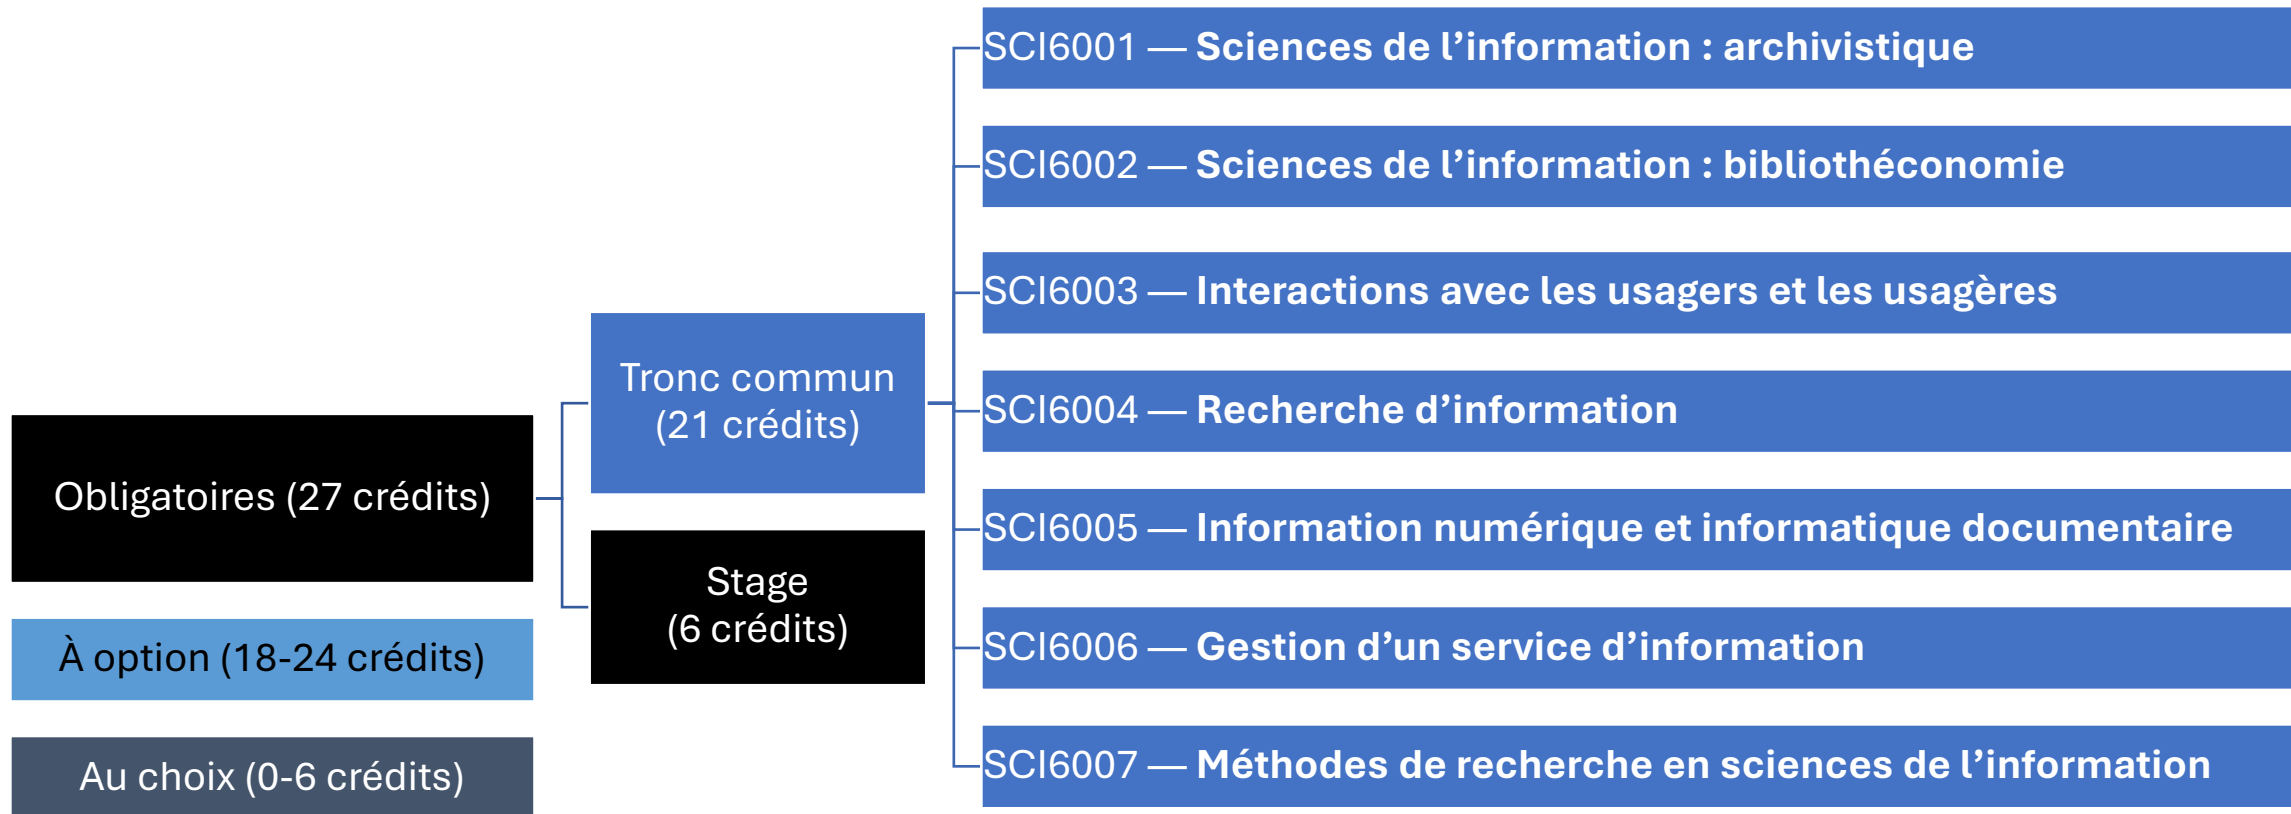 Obligatoires (27 crédits)
À option (18-24 crédits)
Au choix (0-6 crédits)
Tronc commun
(21 crédits)
Stage
(6 crédits)
SCI6001 — Sciences de l’information : archivistique
SCI6002 — Sciences de l’information : bibliothéconomie
SCI6003 — Interactions avec les usagers et les usagères
SCI6004 — Recherche d’information
SCI6005 — Information numérique et informatique documentaire
SCI6006 — Gestion d’un service d’information
SCI6007 — Méthodes de recherche en sciences de l’information